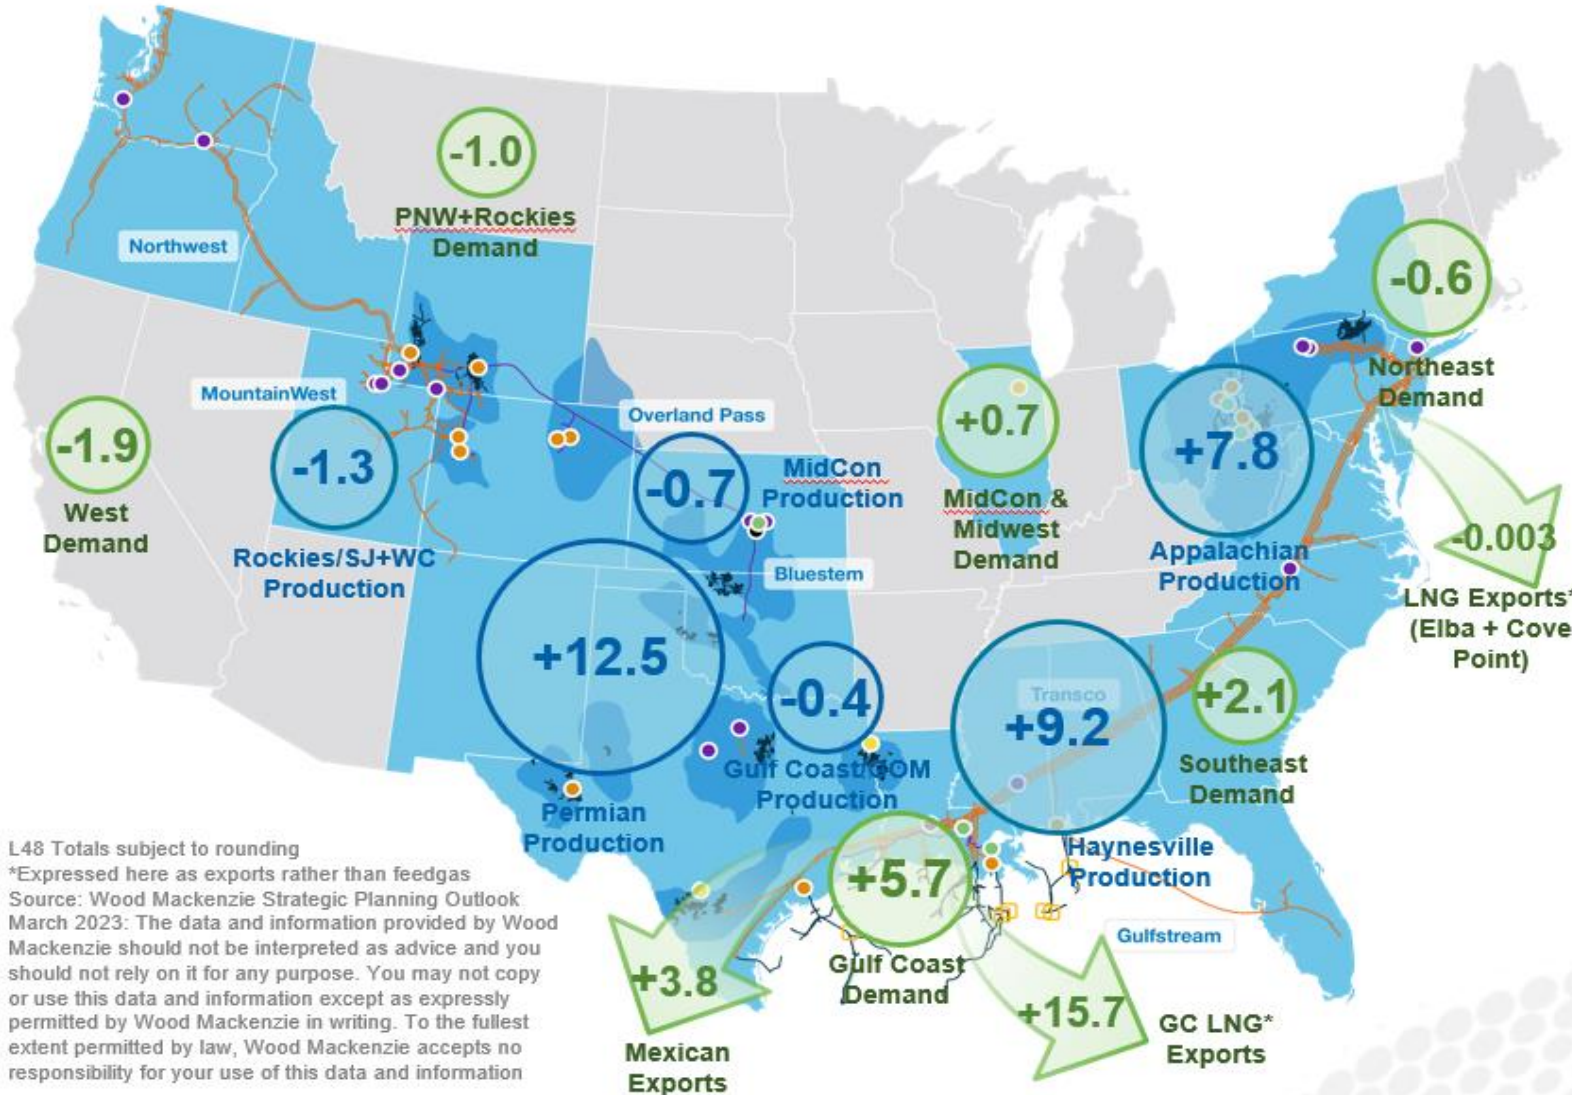 -1.0
PNW+Rockies
Demand
Northwest
-0.6
Northeast
Demand
MountainWest
-1.9
West
Demand
-1.3
Rockies/SJ+WC
Production
Overland Pass
-0.7
MidCon
Production
Bluestem
+0.7
MidCon &
Midwest
Demand
+7.8
Appalachian
Production
-0.003
LNG Exports*
(Elba + Cove
Point)
+12.5
Permian
Production
-0.4
Gulf Coast/GOM
Production
Transco
+9.2
Haynesville
Production
+2.1
Southeast
Demand
+5.7
Gulf Coast
Demand
Gulfstream
+3.8
Mexican
Exports
+15.7
GC LNG*
Exports
L48 Totals subject to rounding
*Expressed here as exports rather than feedgas
Source: Wood Mackenzie Strategic Planning Outlook
March 2023: The data and information provided by Wood
Mackenzie should not be interpreted as advice and you
should not rely on it for any purpose. You may not copy
or use this data and information except as expressly
permitted by Wood Mackenzie in writing. To the fullest
extent permitted by law, Wood Mackenzie accepts no
responsibility for your use of this data and information